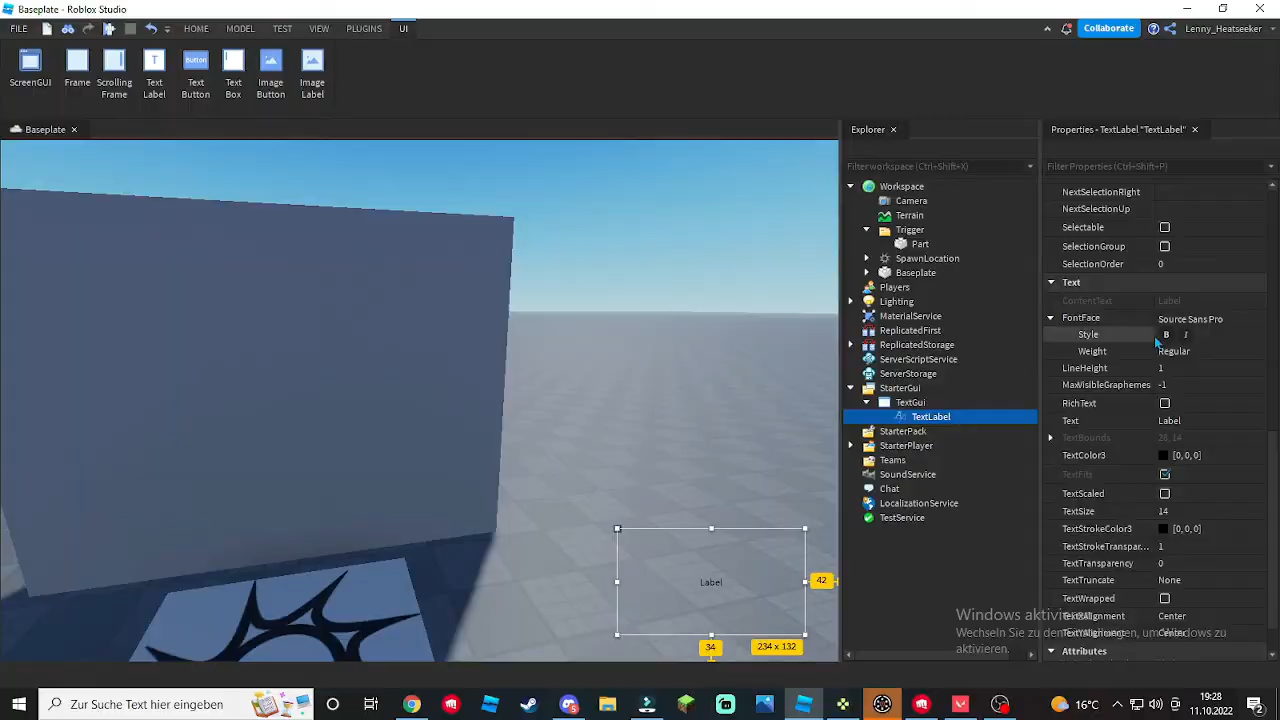 Baseplate - Roblox Studio
FILE HOME MODEL TEST VIEW PLUGINS UI Collaborate Lenny_Heatseeker
ScreenGUI Frame Scrolling Frame Text Label Button Text Button Text Box Image Button Image Label
Baseplate
Explorer
Filter workspace (Ctrl+Shift+X)
Workspace
Camera
Terrain
Trigger
Part
SpawnLocation
Baseplate
Players
Lighting
MaterialService
ReplicatedFirst
ReplicatedStorage
ServerScriptService
ServerStorage
StarterGui
TextGui
TextLabel
StarterPack
StarterPlayer
Teams
SoundService
Chat
LocalizationService
TestService
Properties - TextLabel "TextLabel"
Filter Properties (Ctrl+Shift+P)
NextSelectionRight
NextSelectionUp
Selectable
SelectionGroup
SelectionOrder 0
Text
ContentText Label
FontFace Source Sans Pro
Style B I
Weight Regular
LineHeight 1
MaxVisibleGraphemes -1
RichText
Text Label
TextBounds 28, 14
TextColor3 [0,0,0]
TextFits
TextScaled
TextSize 14
TextStrokeColor3 [0,0,0]
TextStrokeTranspar... 1
TextTransparency 0
TextTruncate None
TextWrapped
Center
Center
Attributes
Label
42
34
234 x 132
Windows aktivieren
Wechseln Sie zu den Einstellungen, um Windows zu
aktivieren.
Zur Suche Text hier eingeben
16°C
19:28
11.10.2022